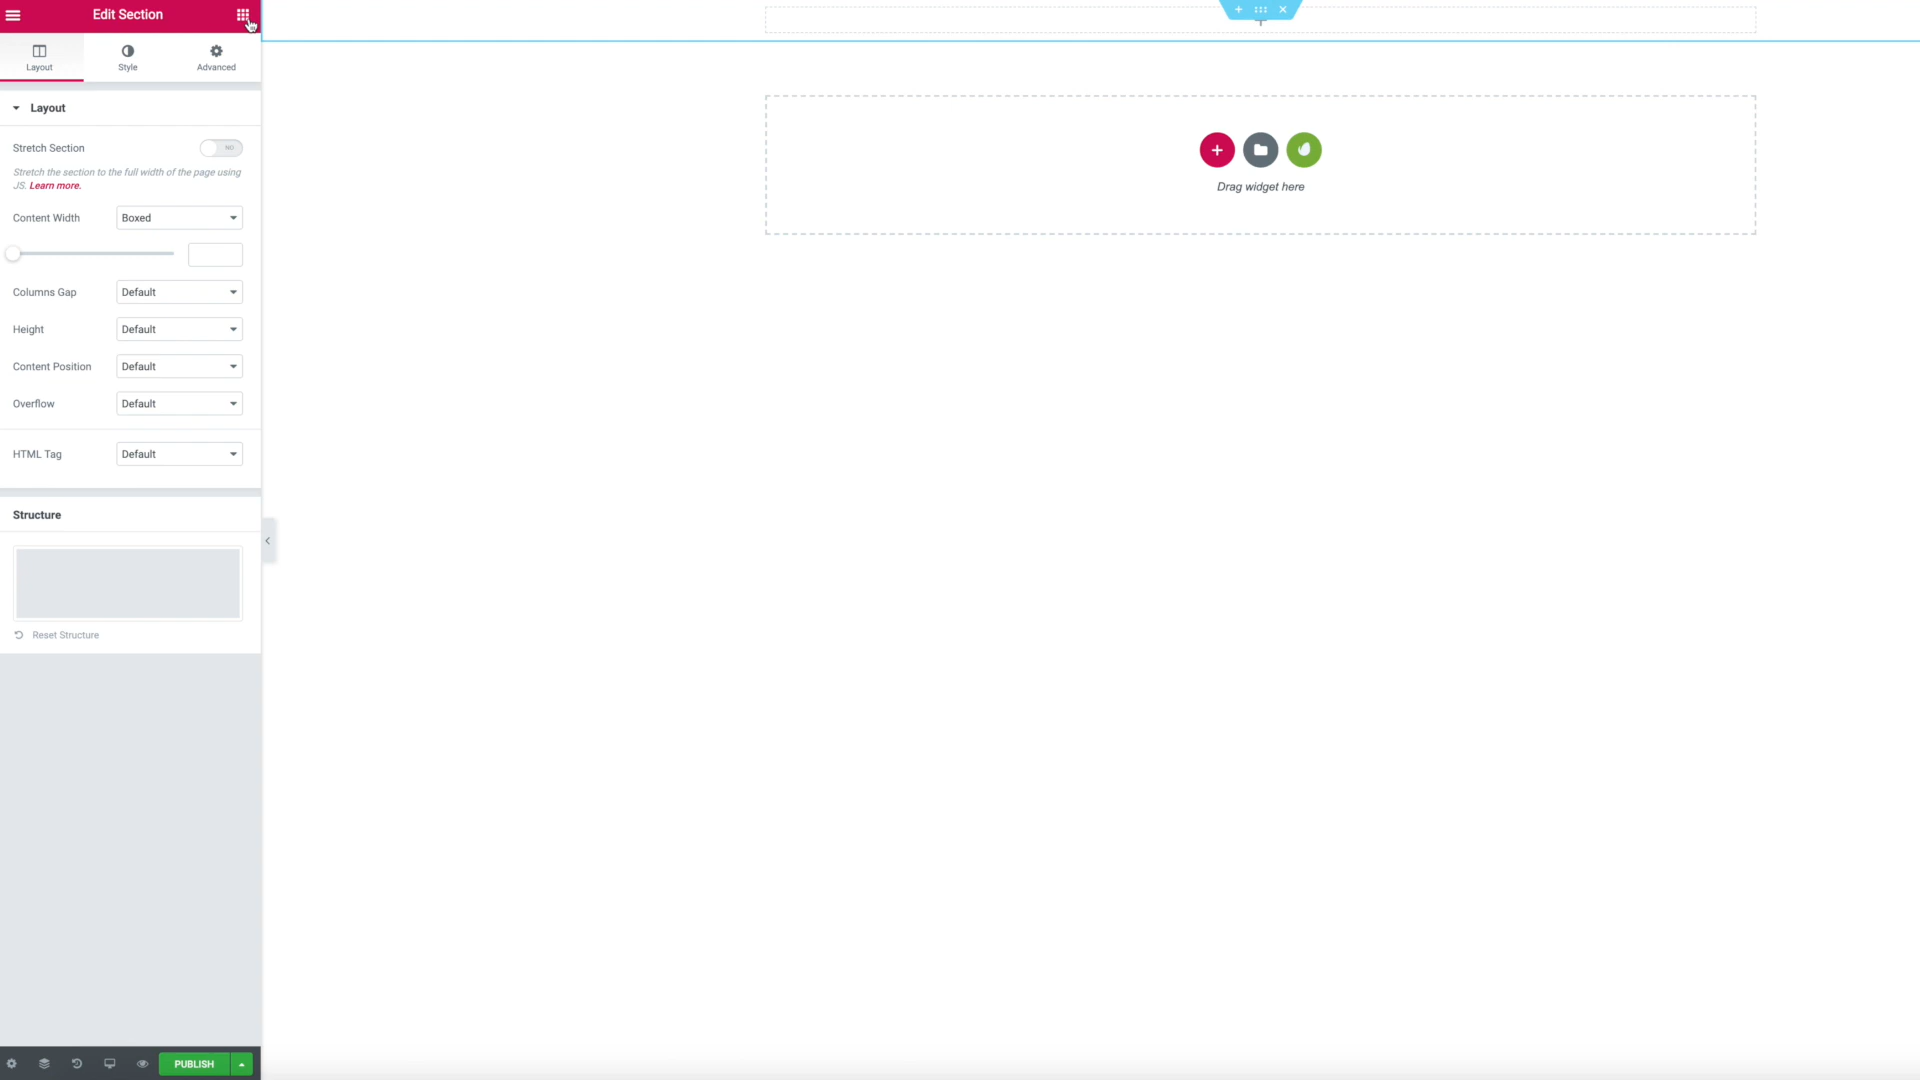 Edit Section
Layout
Style
Advanced
Layout
Stretch Section
NO
Stretch the section to the full width of the page using
JS. Learn more.
Content Width
Boxed
Columns Gap
Default
Height
Default
Content Position
Default
Overflow
Default
HTML Tag
Default
Structure
Reset Structure
PUBLISH
Drag widget here